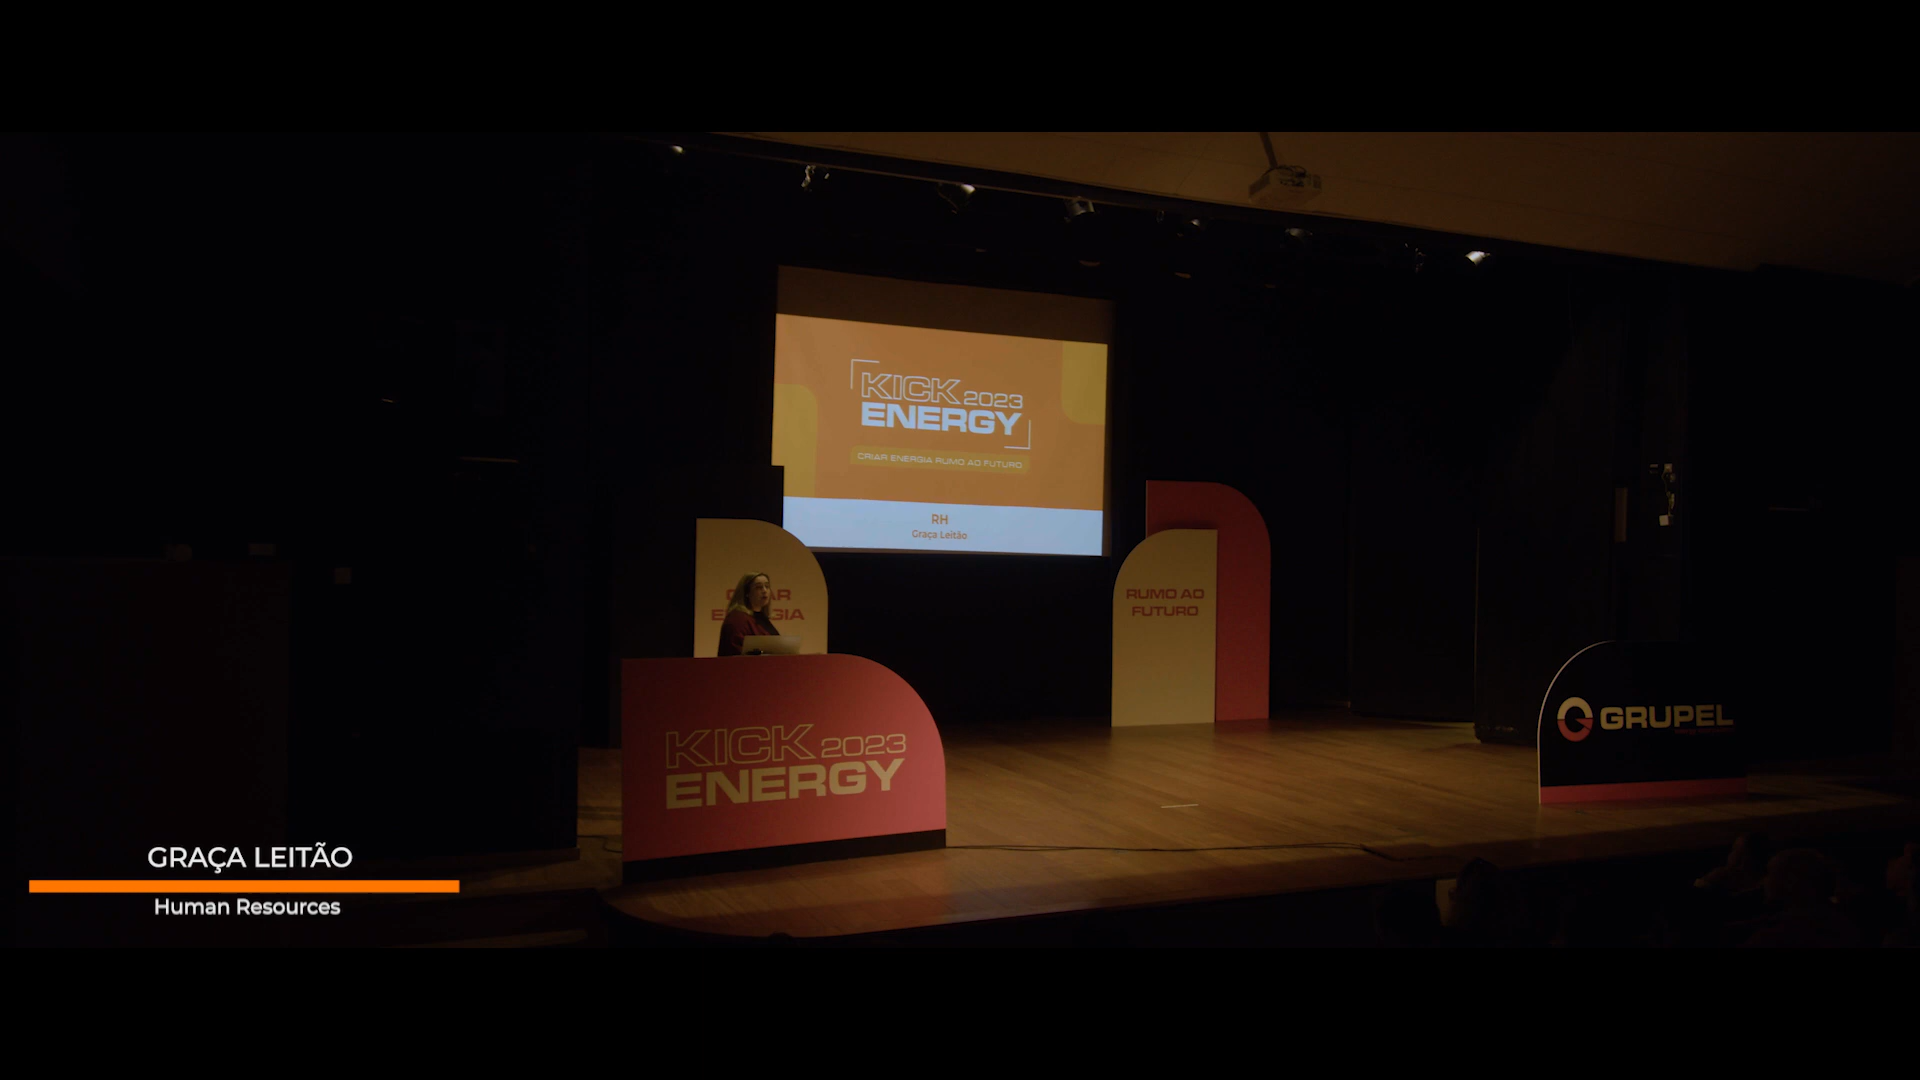 KICK 2023
ENERGY
CRIAR ENERGIA RUMO AO FUTURO
RH
Graça Leitão
RUMO AO
FUTURO
KICK 2023
ENERGY
GRUPEL
GRAÇA LEITÃO
Human Resources